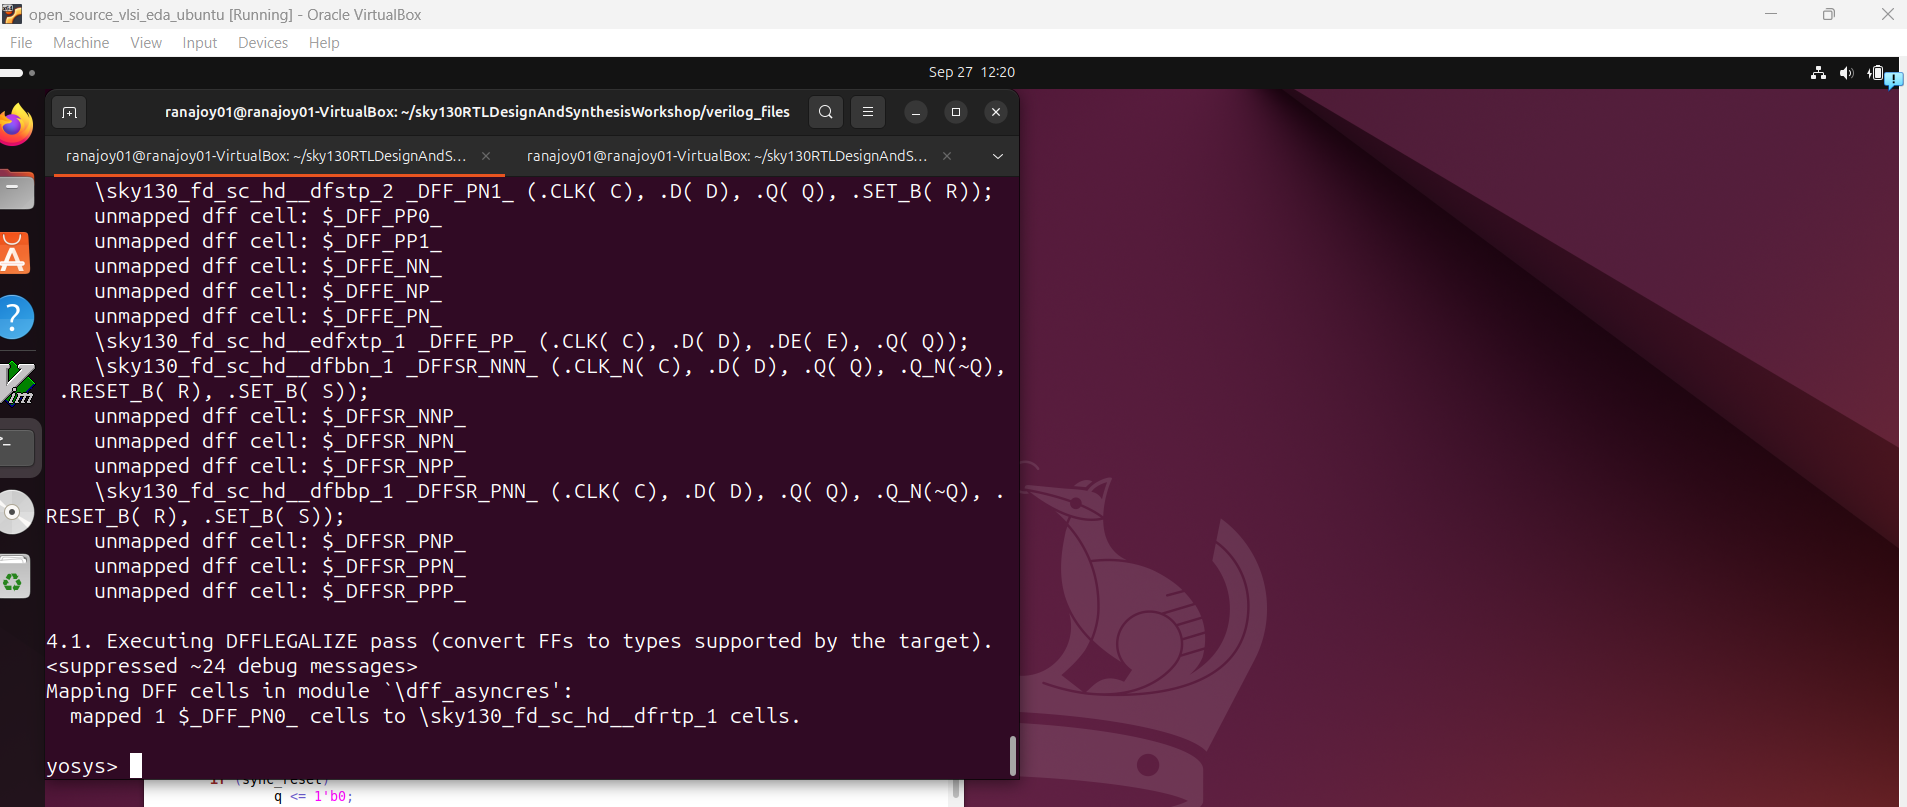 open_source_vlsi_eda_ubuntu [Running] - Oracle VirtualBox
File Machine View Input Devices Help
Sep 27 12:20
ranajoy01@ranajoy01-VirtualBox: ~/sky130RTLDesignAndSynthesisWorkshop/verilog_files
ranajoy01@ranajoy01-VirtualBox: ~/sky130RTLDesignAndS... ranajoy01@ranajoy01-VirtualBox: ~/sky130RTLDesignAndS...
\sky130_fd_sc_hd__dfstp_2 _DFF_PN1_ (.CLK( C), .D( D), .Q( Q), .SET_B( R));
unmapped dff cell: $_DFF_PP0_
unmapped dff cell: $_DFF_PP1_
unmapped dff cell: $_DFFE_NN_
unmapped dff cell: $_DFFE_NP_
unmapped dff cell: $_DFFE_PN_
\sky130_fd_sc_hd__edfxtp_1 _DFFE_PP_ (.CLK( C), .D( D), .DE( E), .Q( Q));
\sky130_fd_sc_hd__dfbbn_1 _DFFSR_NNN_ (.CLK_N( C), .D( D), .Q( Q), .Q_N(~Q),
.RESET_B( R), .SET_B( S));
unmapped dff cell: $_DFFSR_NNP_
unmapped dff cell: $_DFFSR_NPN_
unmapped dff cell: $_DFFSR_NPP_
\sky130_fd_sc_hd__dfbbp_1 _DFFSR_PNN_ (.CLK( C), .D( D), .Q( Q), .Q_N(~Q), .
RESET_B( R), .SET_B( S));
unmapped dff cell: $_DFFSR_PNP_
unmapped dff cell: $_DFFSR_PPN_
unmapped dff cell: $_DFFSR_PPP_
4.1. Executing DFFLEGALIZE pass (convert FFs to types supported by the target).
<suppressed ~24 debug messages>
Mapping DFF cells in module `\dff_asyncres':
mapped 1 $_DFF_PN0_ cells to \sky130_fd_sc_hd__dfrtp_1 cells.
yosys>
if (sync_reset)
q <= 1'b0;